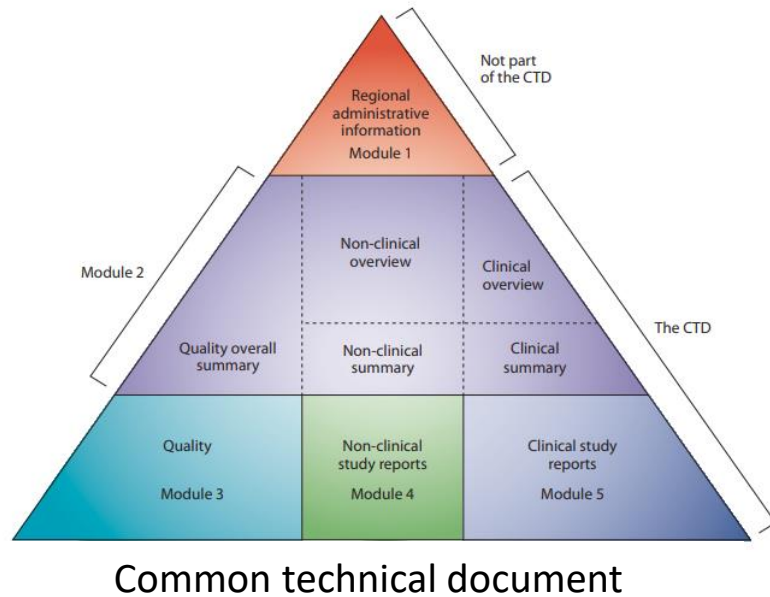 Not part
of the CTD
Regional
administrative
information
Module 1
Module 2
Non-clinical
overview
Clinical
overview
The CTD
Quality overall
summary
Non-clinical
summary
Clinical
summary
Quality
Module 3
Non-clinical
study reports
Module 4
Clinical study
reports
Module 5
Common technical document